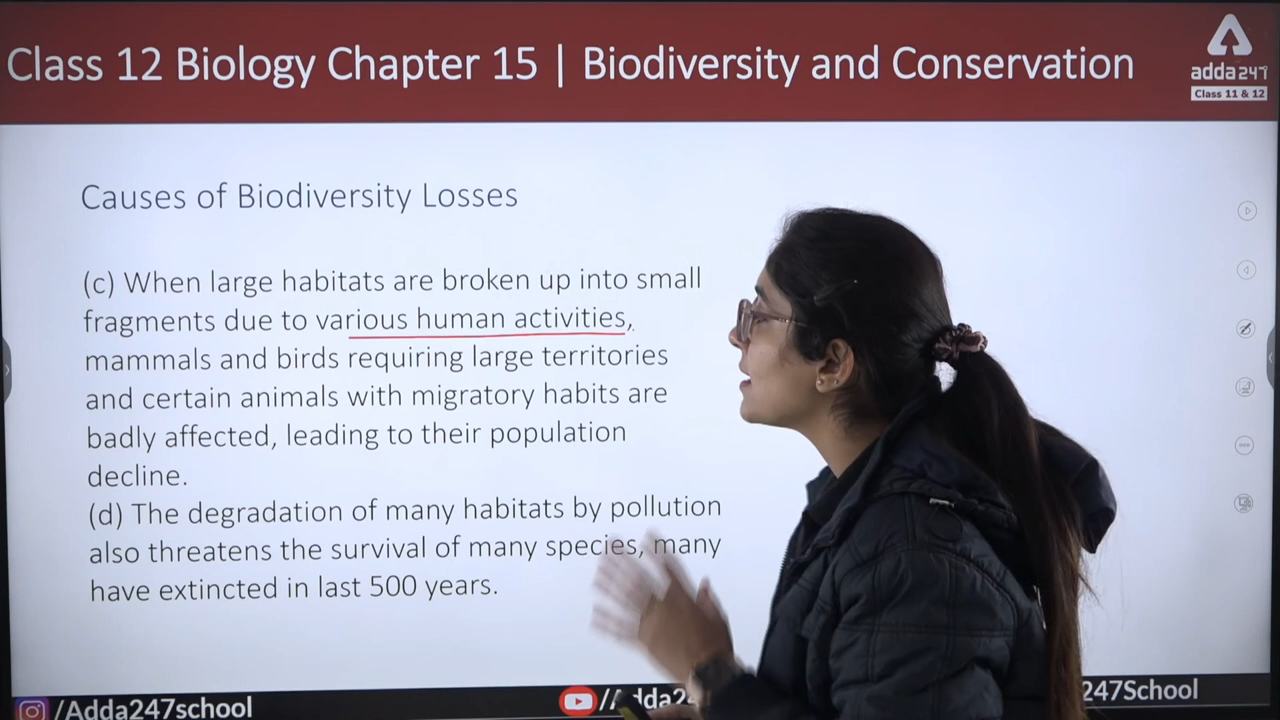 Class 12 Biology Chapter 15 | Biodiversity and Conservation
adda247
Class 11 & 12
Causes of Biodiversity Losses
(c) When large habitats are broken up into small
fragments due to various human activities,
mammals and birds requiring large territories
and certain animals with migratory habits are
badly affected, leading to their population
decline.
(d) The degradation of many habitats by pollution
also threatens the survival of many species, many
have extincted in last 500 years.
/Adda247school
247School